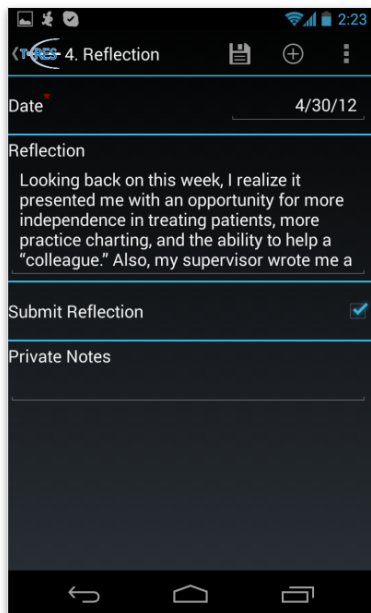 2:23
T-RES 4. Reflection
Date*
4/30/12
Reflection
Looking back on this week, I realize it
presented me with an opportunity for more
independence in treating patients, more
practice charting, and the ability to help a
“colleague.” Also, my supervisor wrote me a
Submit Reflection
Private Notes